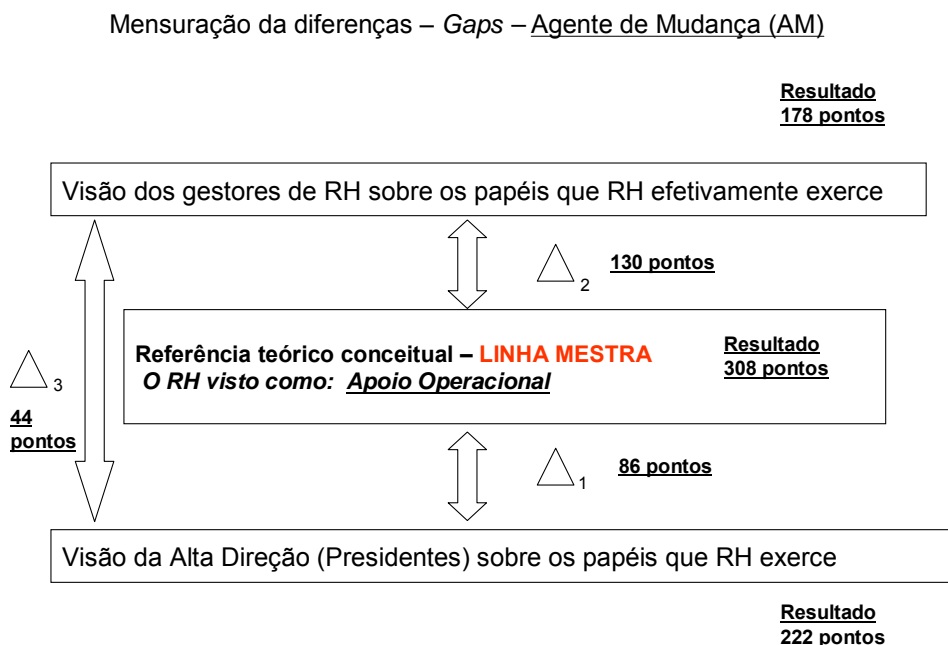 Mensuração da diferenças – Gaps – Agente de Mudança (AM)
Resultado
178 pontos
Visão dos gestores de RH sobre os papéis que RH efetivamente exerce
2
130 pontos
Referência teórico conceitual – LINHA MESTRA
O RH visto como: Apoio Operacional
Resultado
308 pontos
3
44
pontos
1
86 pontos
Visão da Alta Direção (Presidentes) sobre os papéis que RH exerce
Resultado
222 pontos